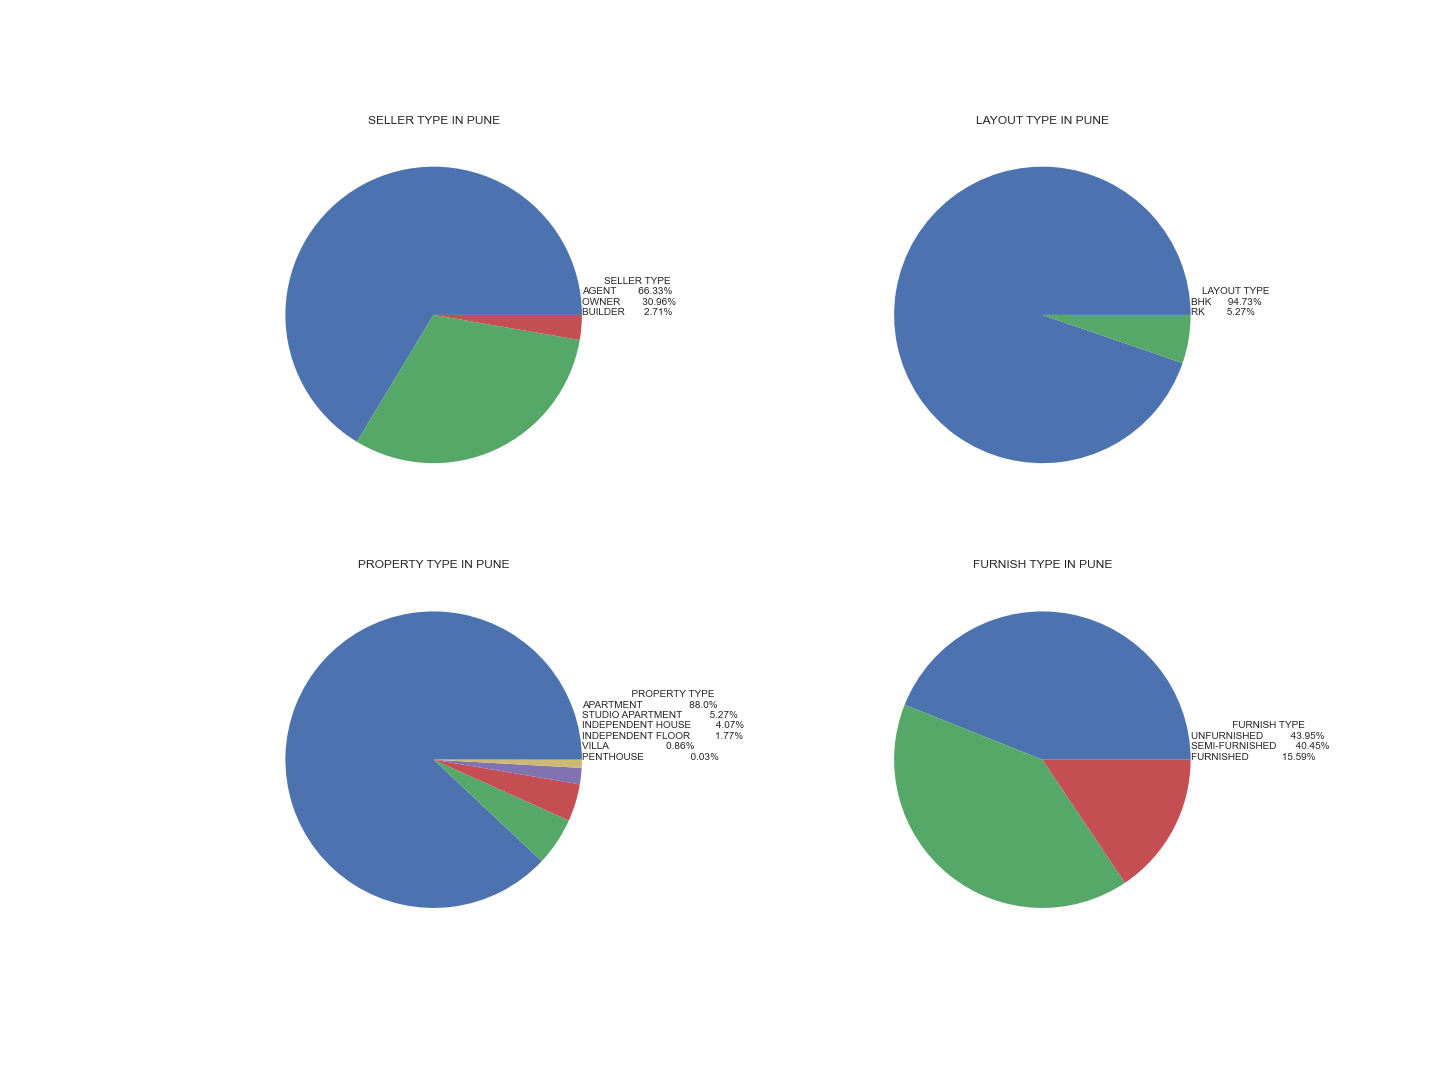 SELLER TYPE IN PUNE
SELLER TYPE
AGENT 66.33%
OWNER 30.96%
BUILDER 2.71%
LAYOUT TYPE IN PUNE
LAYOUT TYPE
BHK 94.73%
RK 5.27%
PROPERTY TYPE IN PUNE
PROPERTY TYPE
APARTMENT 88.0%
STUDIO APARTMENT 5.27%
INDEPENDENT HOUSE 4.07%
INDEPENDENT FLOOR 1.77%
VILLA 0.86%
PENTHOUSE 0.03%
FURNISH TYPE IN PUNE
FURNISH TYPE
UNFURNISHED 43.95%
SEMI-FURNISHED 40.45%
FURNISHED 15.59%